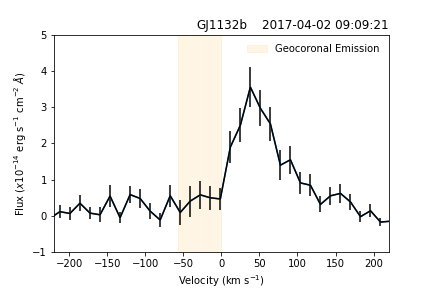 GJ1132b 2017-04-02 09:09:21
Geocoronal Emission
Flux (x10⁻¹⁴ erg s⁻¹ cm⁻² Å)
5
4
3
2
1
0
−1
−200 −150 −100 −50 0 50 100 150 200
Velocity (km s⁻¹)